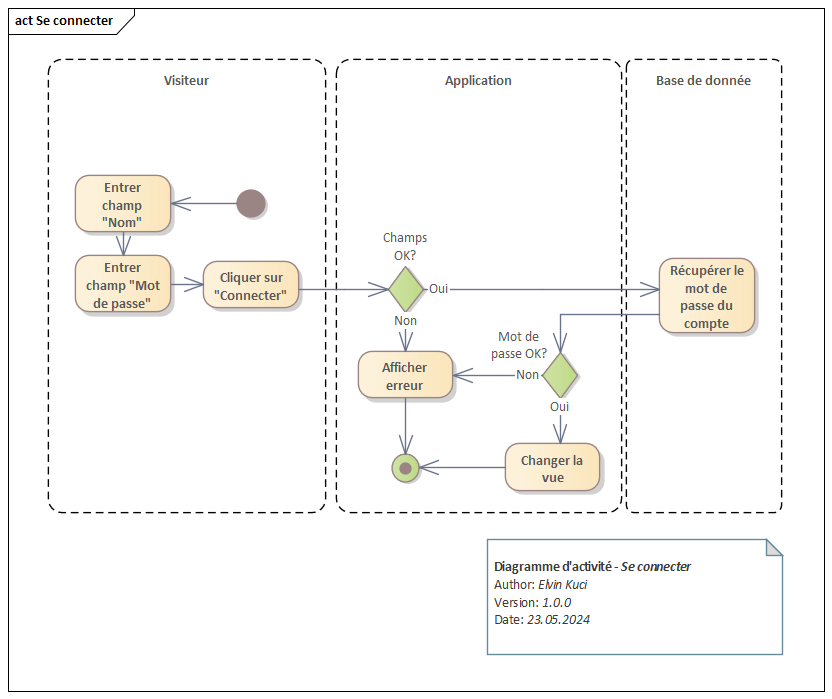 act Se connecter
Visiteur
Application
Base de donnée
Entrer
champ
"Nom"
Entrer
champ "Mot
de passe"
Cliquer sur
"Connecter"
Champs
OK?
Oui
Non
Récupérer le
mot de
passe du
compte
Mot de
passe OK?
Non
Oui
Afficher
erreur
Changer la
vue
Diagramme d'activité - Se connecter
Author: Elvin Kuci
Version: 1.0.0
Date: 23.05.2024